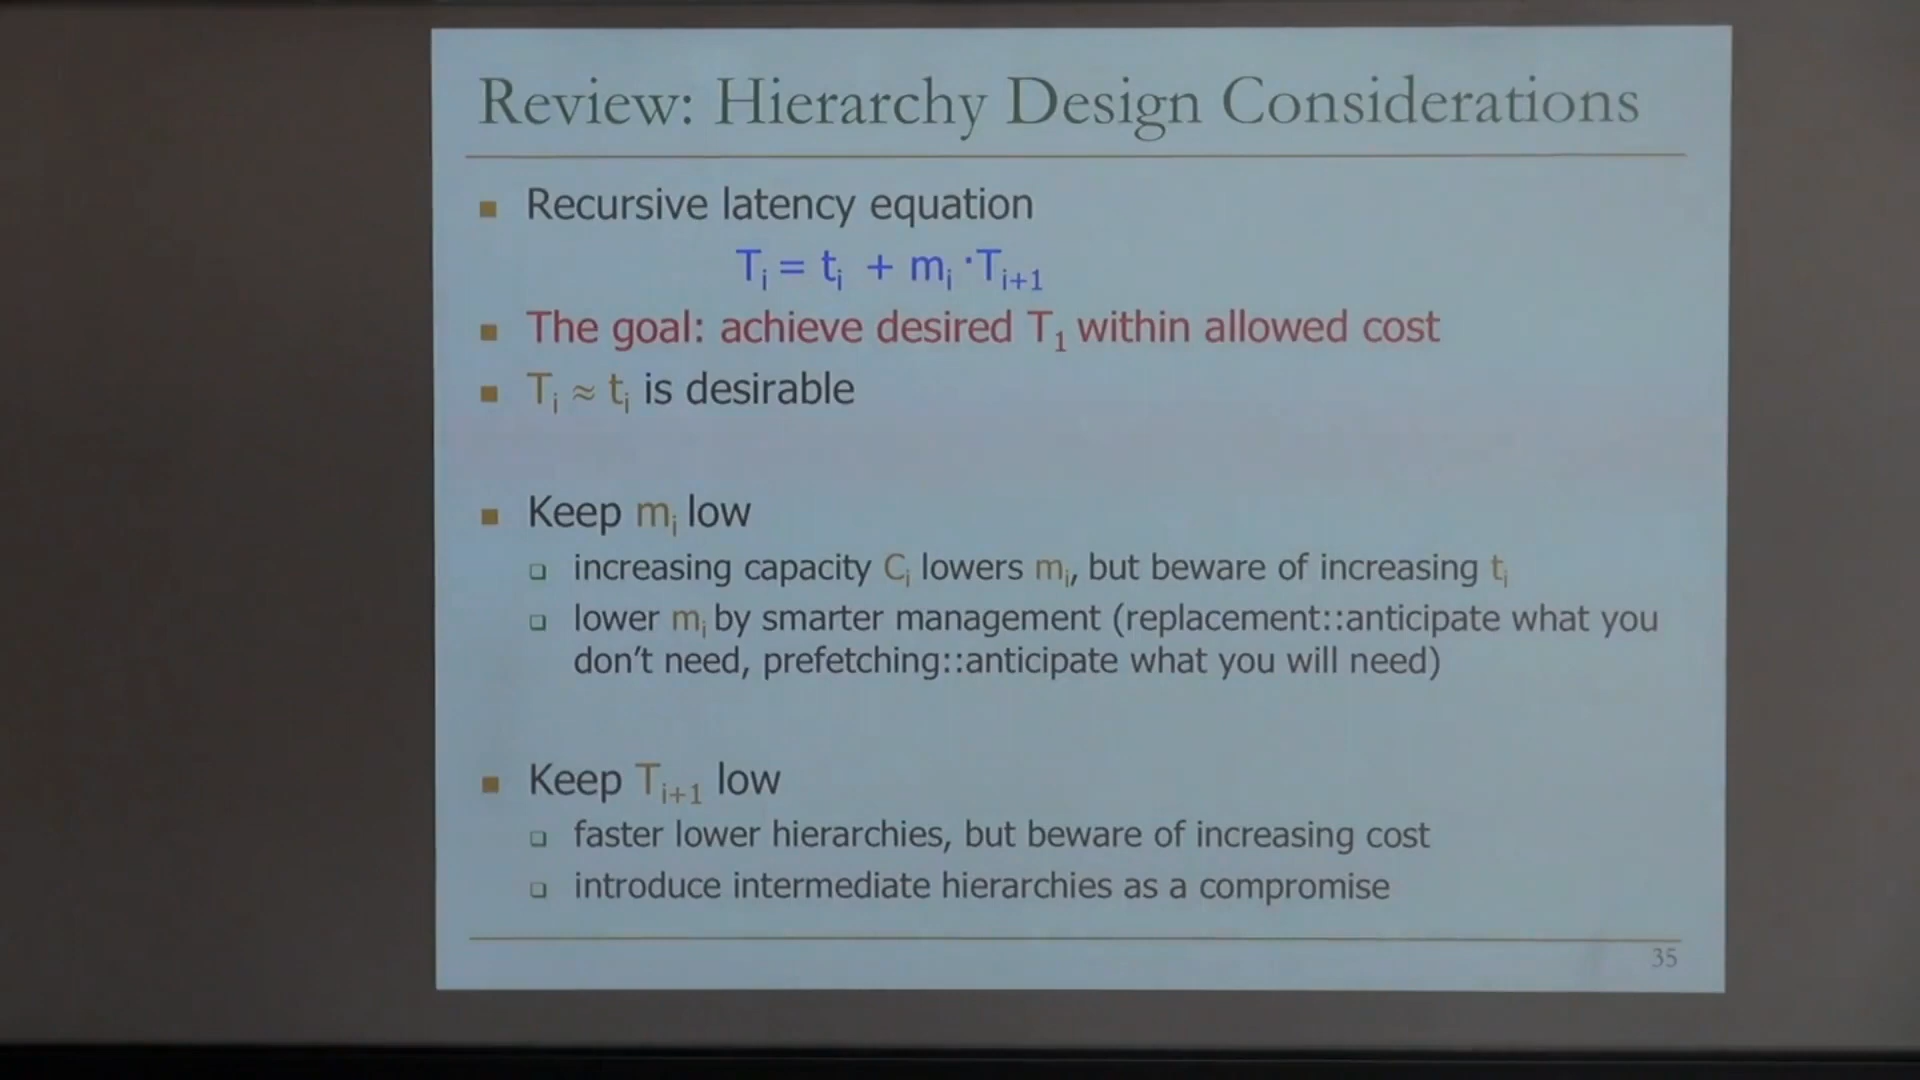 Review: Hierarchy Design Considerations
Recursive latency equation
Tᵢ = tᵢ + mᵢ ·Tᵢ₊₁
The goal: achieve desired T₁ within allowed cost
Tᵢ ≈ tᵢ is desirable
Keep mᵢ low
increasing capacity Cᵢ lowers mᵢ, but beware of increasing tᵢ
lower mᵢ by smarter management (replacement::anticipate what you
don't need, prefetching::anticipate what you will need)
Keep Tᵢ₊₁ low
faster lower hierarchies, but beware of increasing cost
introduce intermediate hierarchies as a compromise
35